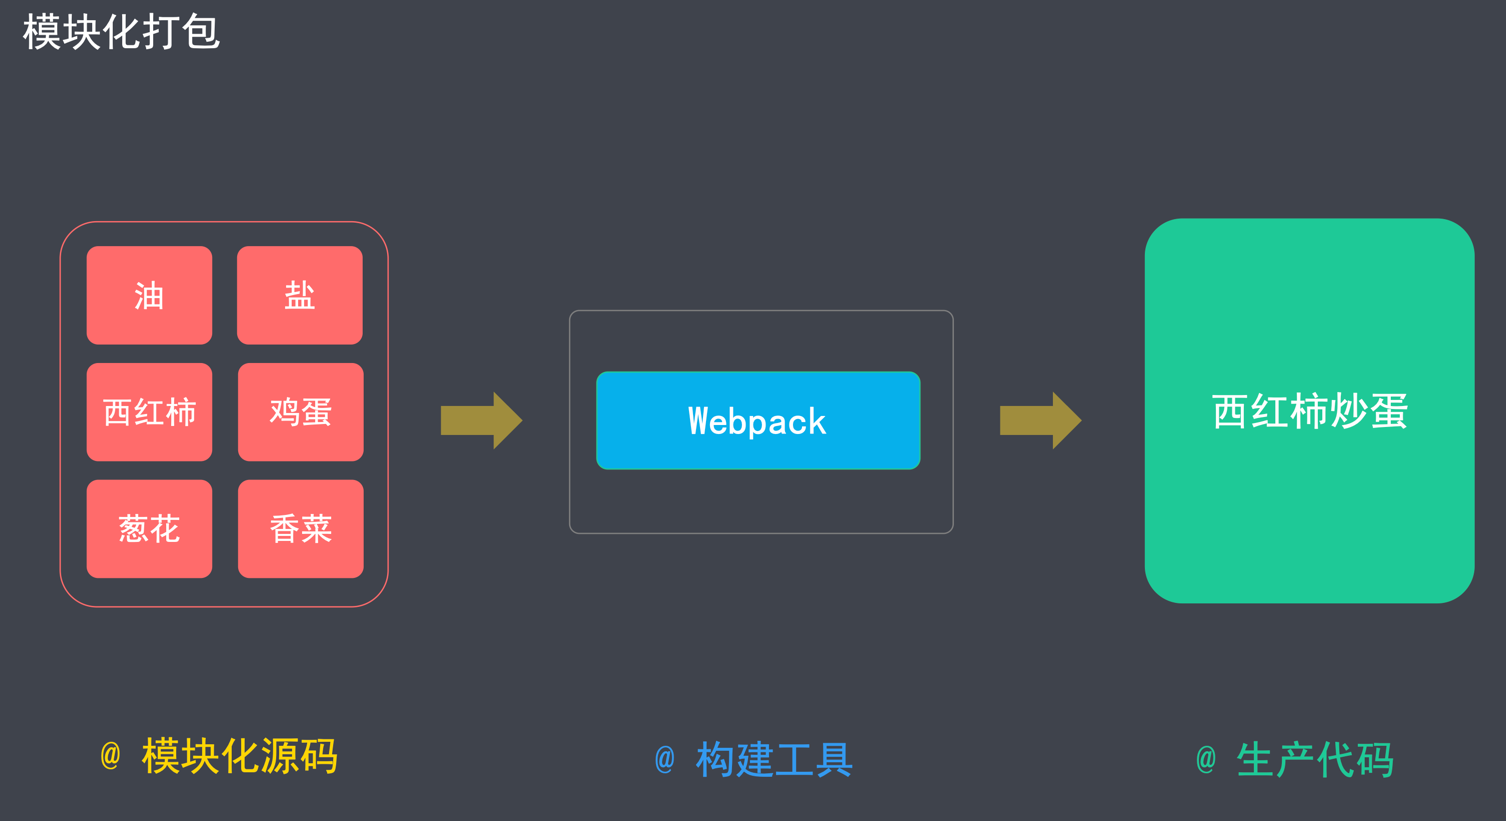 模块化打包
油
盐
西红柿
鸡蛋
葱花
香菜
Webpack
西红柿炒蛋
@ 模块化源码
@ 构建工具
@ 生产代码